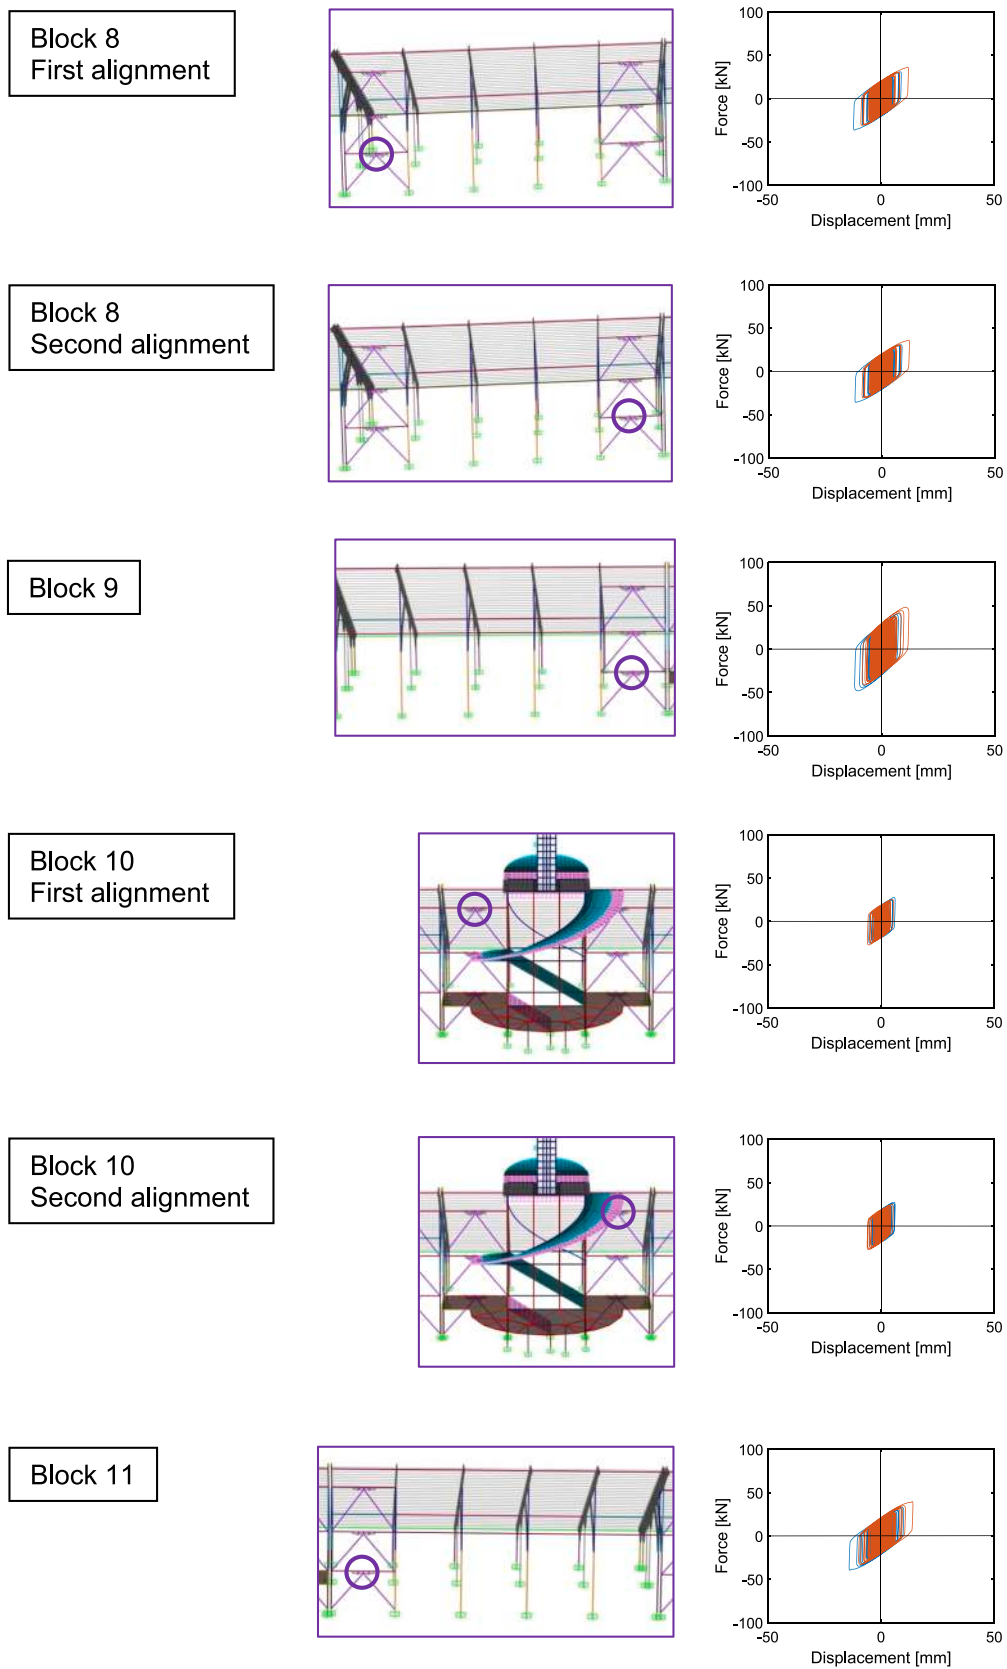 Block 8
First alignment
100
50
0
-50
-100
-50
0
50
Force [kN]
Displacement [mm]
Block 8
Second alignment
100
50
0
-50
-100
-50
0
50
Force [kN]
Displacement [mm]
Block 9
100
50
0
-50
-100
-50
0
50
Force [kN]
Displacement [mm]
Block 10
First alignment
100
50
0
-50
-100
-50
0
50
Force [kN]
Displacement [mm]
Block 10
Second alignment
100
50
0
-50
-100
-50
0
50
Force [kN]
Displacement [mm]
Block 11
100
50
0
-50
-100
-50
0
50
Force [kN]
Displacement [mm]